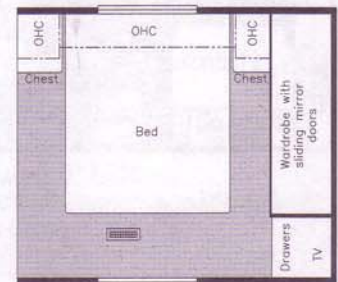 OHC
OHC
OHC
Chest
Chest
Bed
Wardrobe with
sliding mirror
doors
Drawers
TV